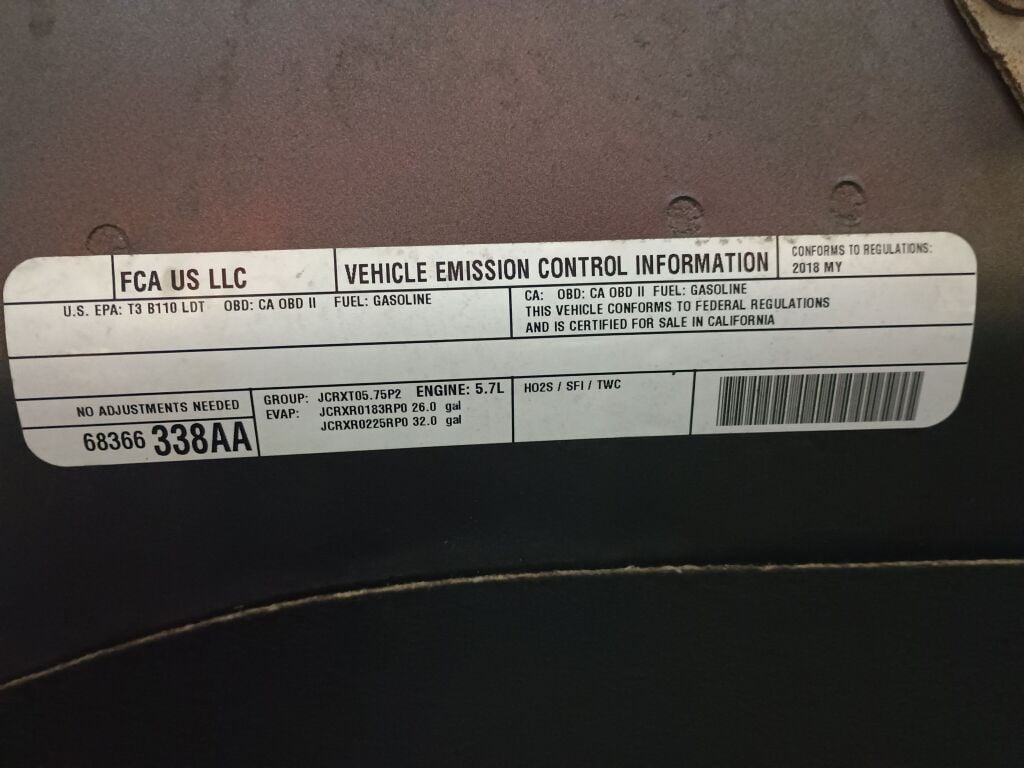 FCA US LLC
VEHICLE EMISSION CONTROL INFORMATION
CONFORMS TO REGULATIONS:
2018 MY
U.S. EPA: T3 B110 LDT OBD: CA OBD II FUEL: GASOLINE
CA: OBD: CA OBD II FUEL: GASOLINE
THIS VEHICLE CONFORMS TO FEDERAL REGULATIONS
AND IS CERTIFIED FOR SALE IN CALIFORNIA
NO ADJUSTMENTS NEEDED
68366 338AA
GROUP: JCRXT05.75P2 ENGINE: 5.7L
EVAP: JCRXR0183RP0 26.0 gal
JCRXR0225RP0 32.0 gal
HO2S / SFI / TWC